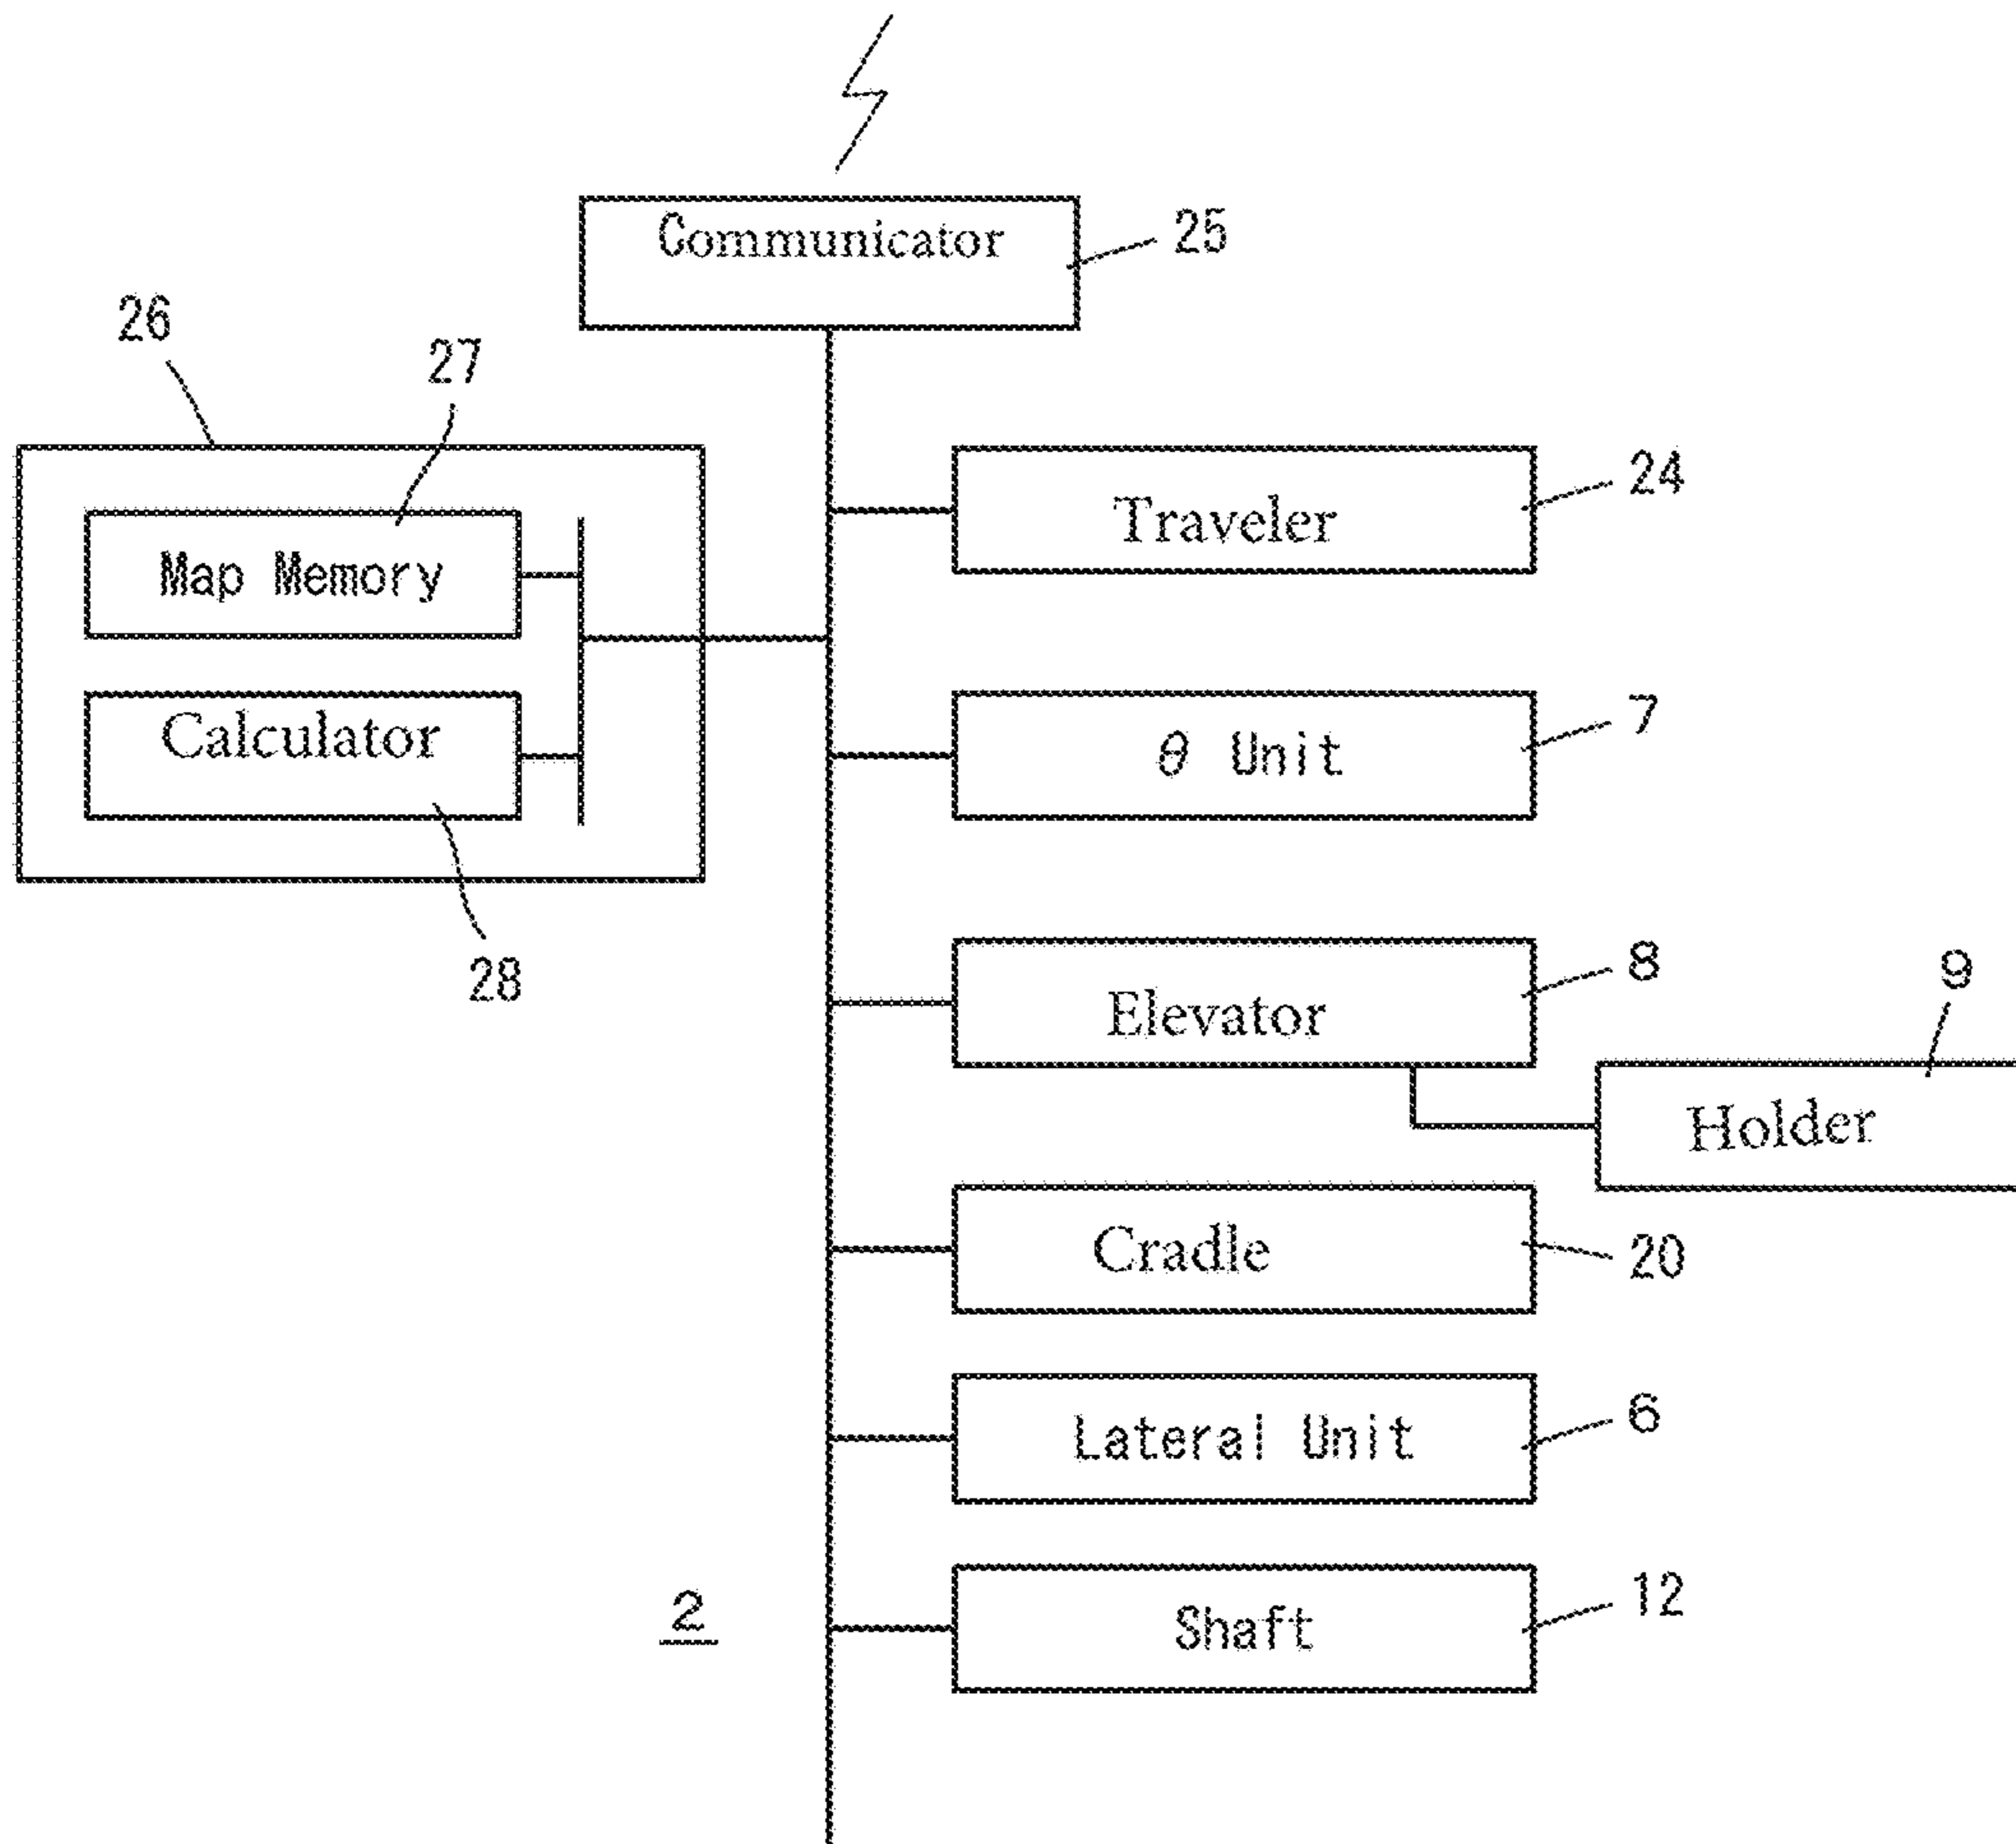 Communicator
25
26
27
Map Memory
Calculator
28
Traveler
24
θ Unit
7
Elevator
8
Holder
9
Cradle
20
Lateral Unit
6
Shaft
12
2